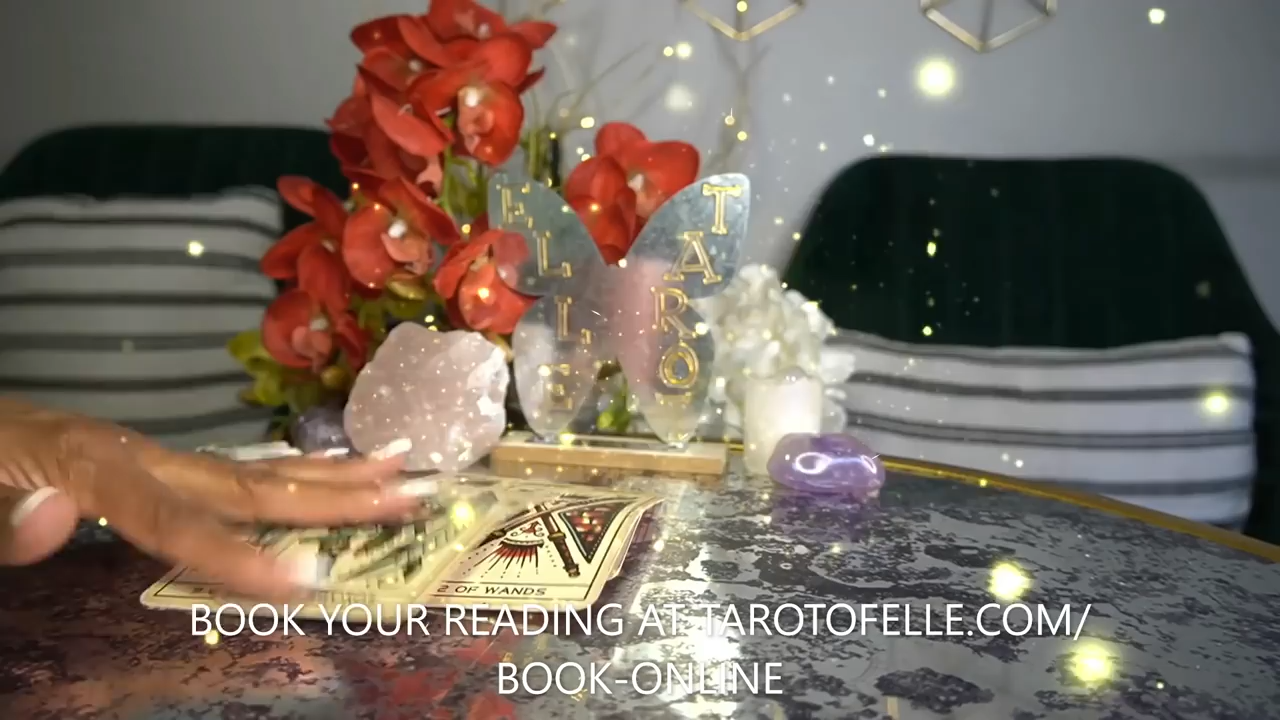 ELLE
TAROT
2 OF WANDS
BOOK YOUR READING AT TAROTOFELLE.COM/
BOOK-ONLINE